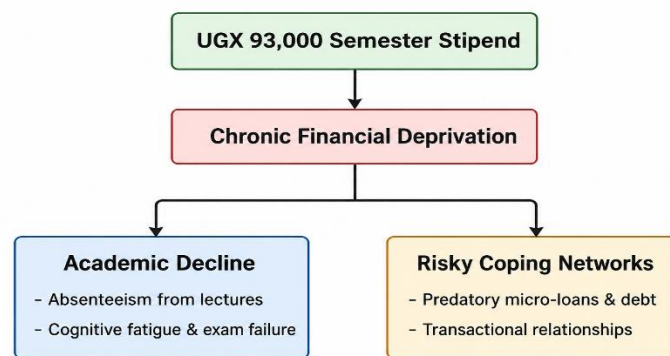 UGX 93,000 Semester Stipend
Chronic Financial Deprivation
Academic Decline
- Absenteeism from lectures
- Cognitive fatigue & exam failure
Risky Coping Networks
- Predatory micro-loans & debt
- Transactional relationships